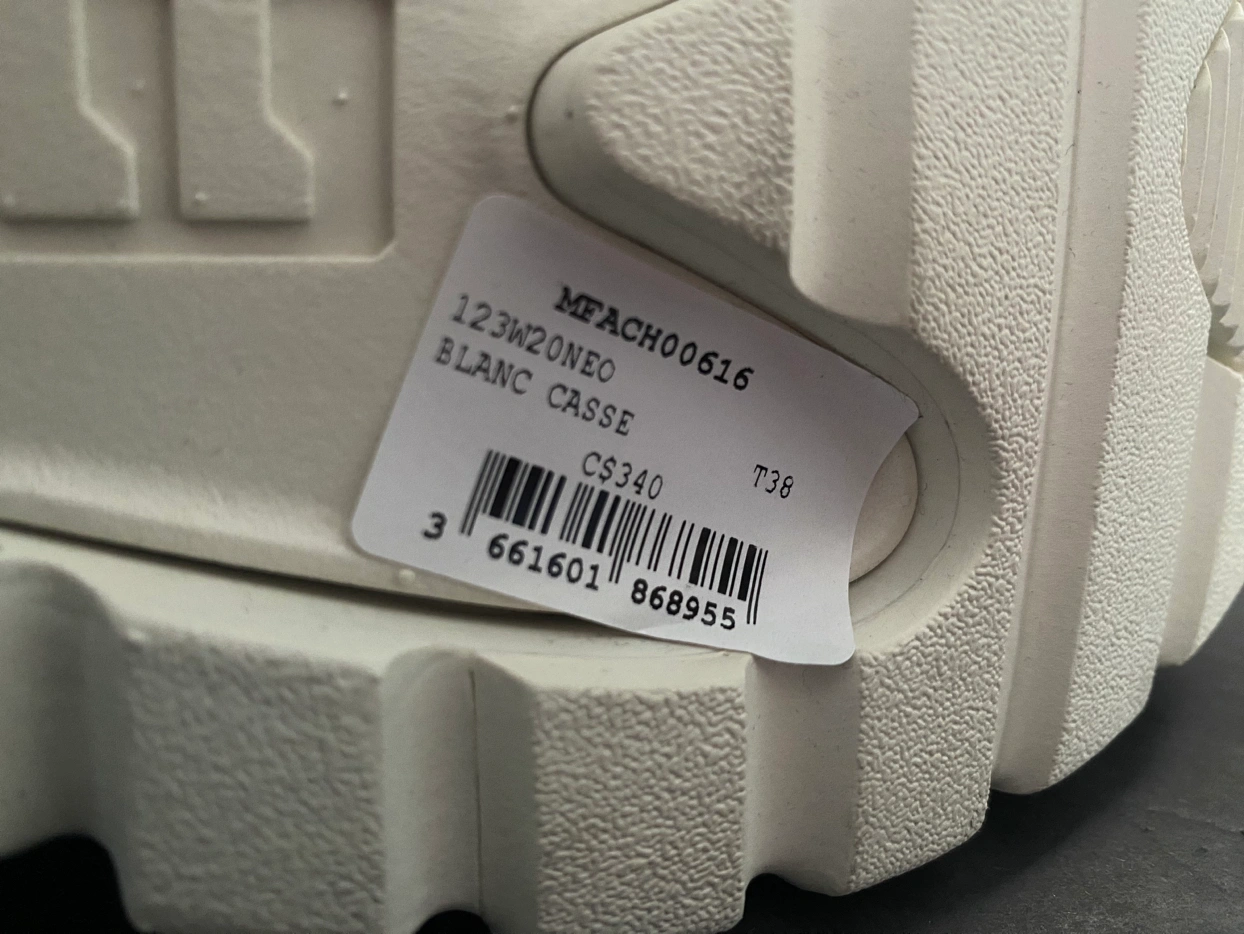 MFACH00616
123W20NEO
BLANC CASSE
C$340 T38
3 661601 868955